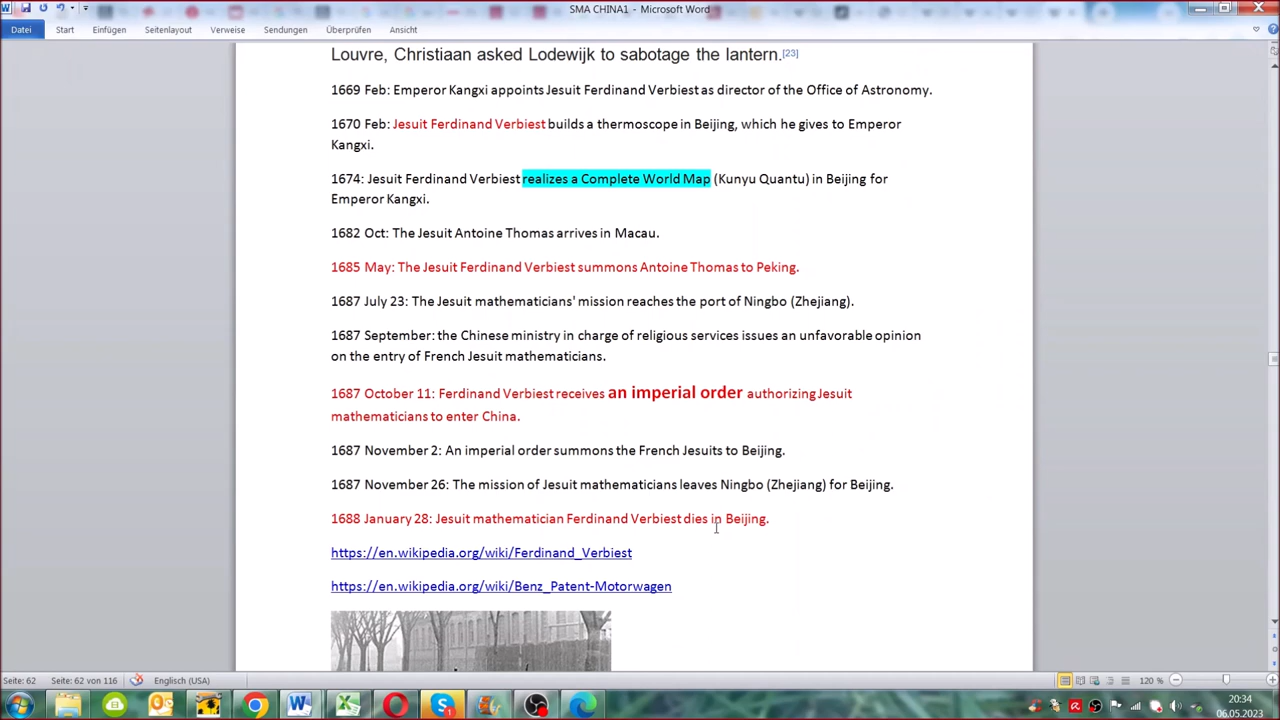 SMA CHINA1 - Microsoft Word
Datei Start Einfügen Seitenlayout Verweise Sendungen Überprüfen Ansicht
Louvre, Christiaan asked Lodewijk to sabotage the lantern.[23]
1669 Feb: Emperor Kangxi appoints Jesuit Ferdinand Verbiest as director of the Office of Astronomy.
1670 Feb: Jesuit Ferdinand Verbiest builds a thermoscope in Beijing, which he gives to Emperor
Kangxi.
1674: Jesuit Ferdinand Verbiest realizes a Complete World Map (Kunyu Quantu) in Beijing for
Emperor Kangxi.
1682 Oct: The Jesuit Antoine Thomas arrives in Macau.
1685 May: The Jesuit Ferdinand Verbiest summons Antoine Thomas to Peking.
1687 July 23: The Jesuit mathematicians' mission reaches the port of Ningbo (Zhejiang).
1687 September: the Chinese ministry in charge of religious services issues an unfavorable opinion
on the entry of French Jesuit mathematicians.
1687 October 11: Ferdinand Verbiest receives an imperial order authorizing Jesuit
mathematicians to enter China.
1687 November 2: An imperial order summons the French Jesuits to Beijing.
1687 November 26: The mission of Jesuit mathematicians leaves Ningbo (Zhejiang) for Beijing.
1688 January 28: Jesuit mathematician Ferdinand Verbiest dies in Beijing.
https://en.wikipedia.org/wiki/Ferdinand_Verbiest
https://en.wikipedia.org/wiki/Benz_Patent-Motorwagen
Seite: 62 Seite: 62 von 116 Englisch (USA) 120 %
20:34
06.05.2023